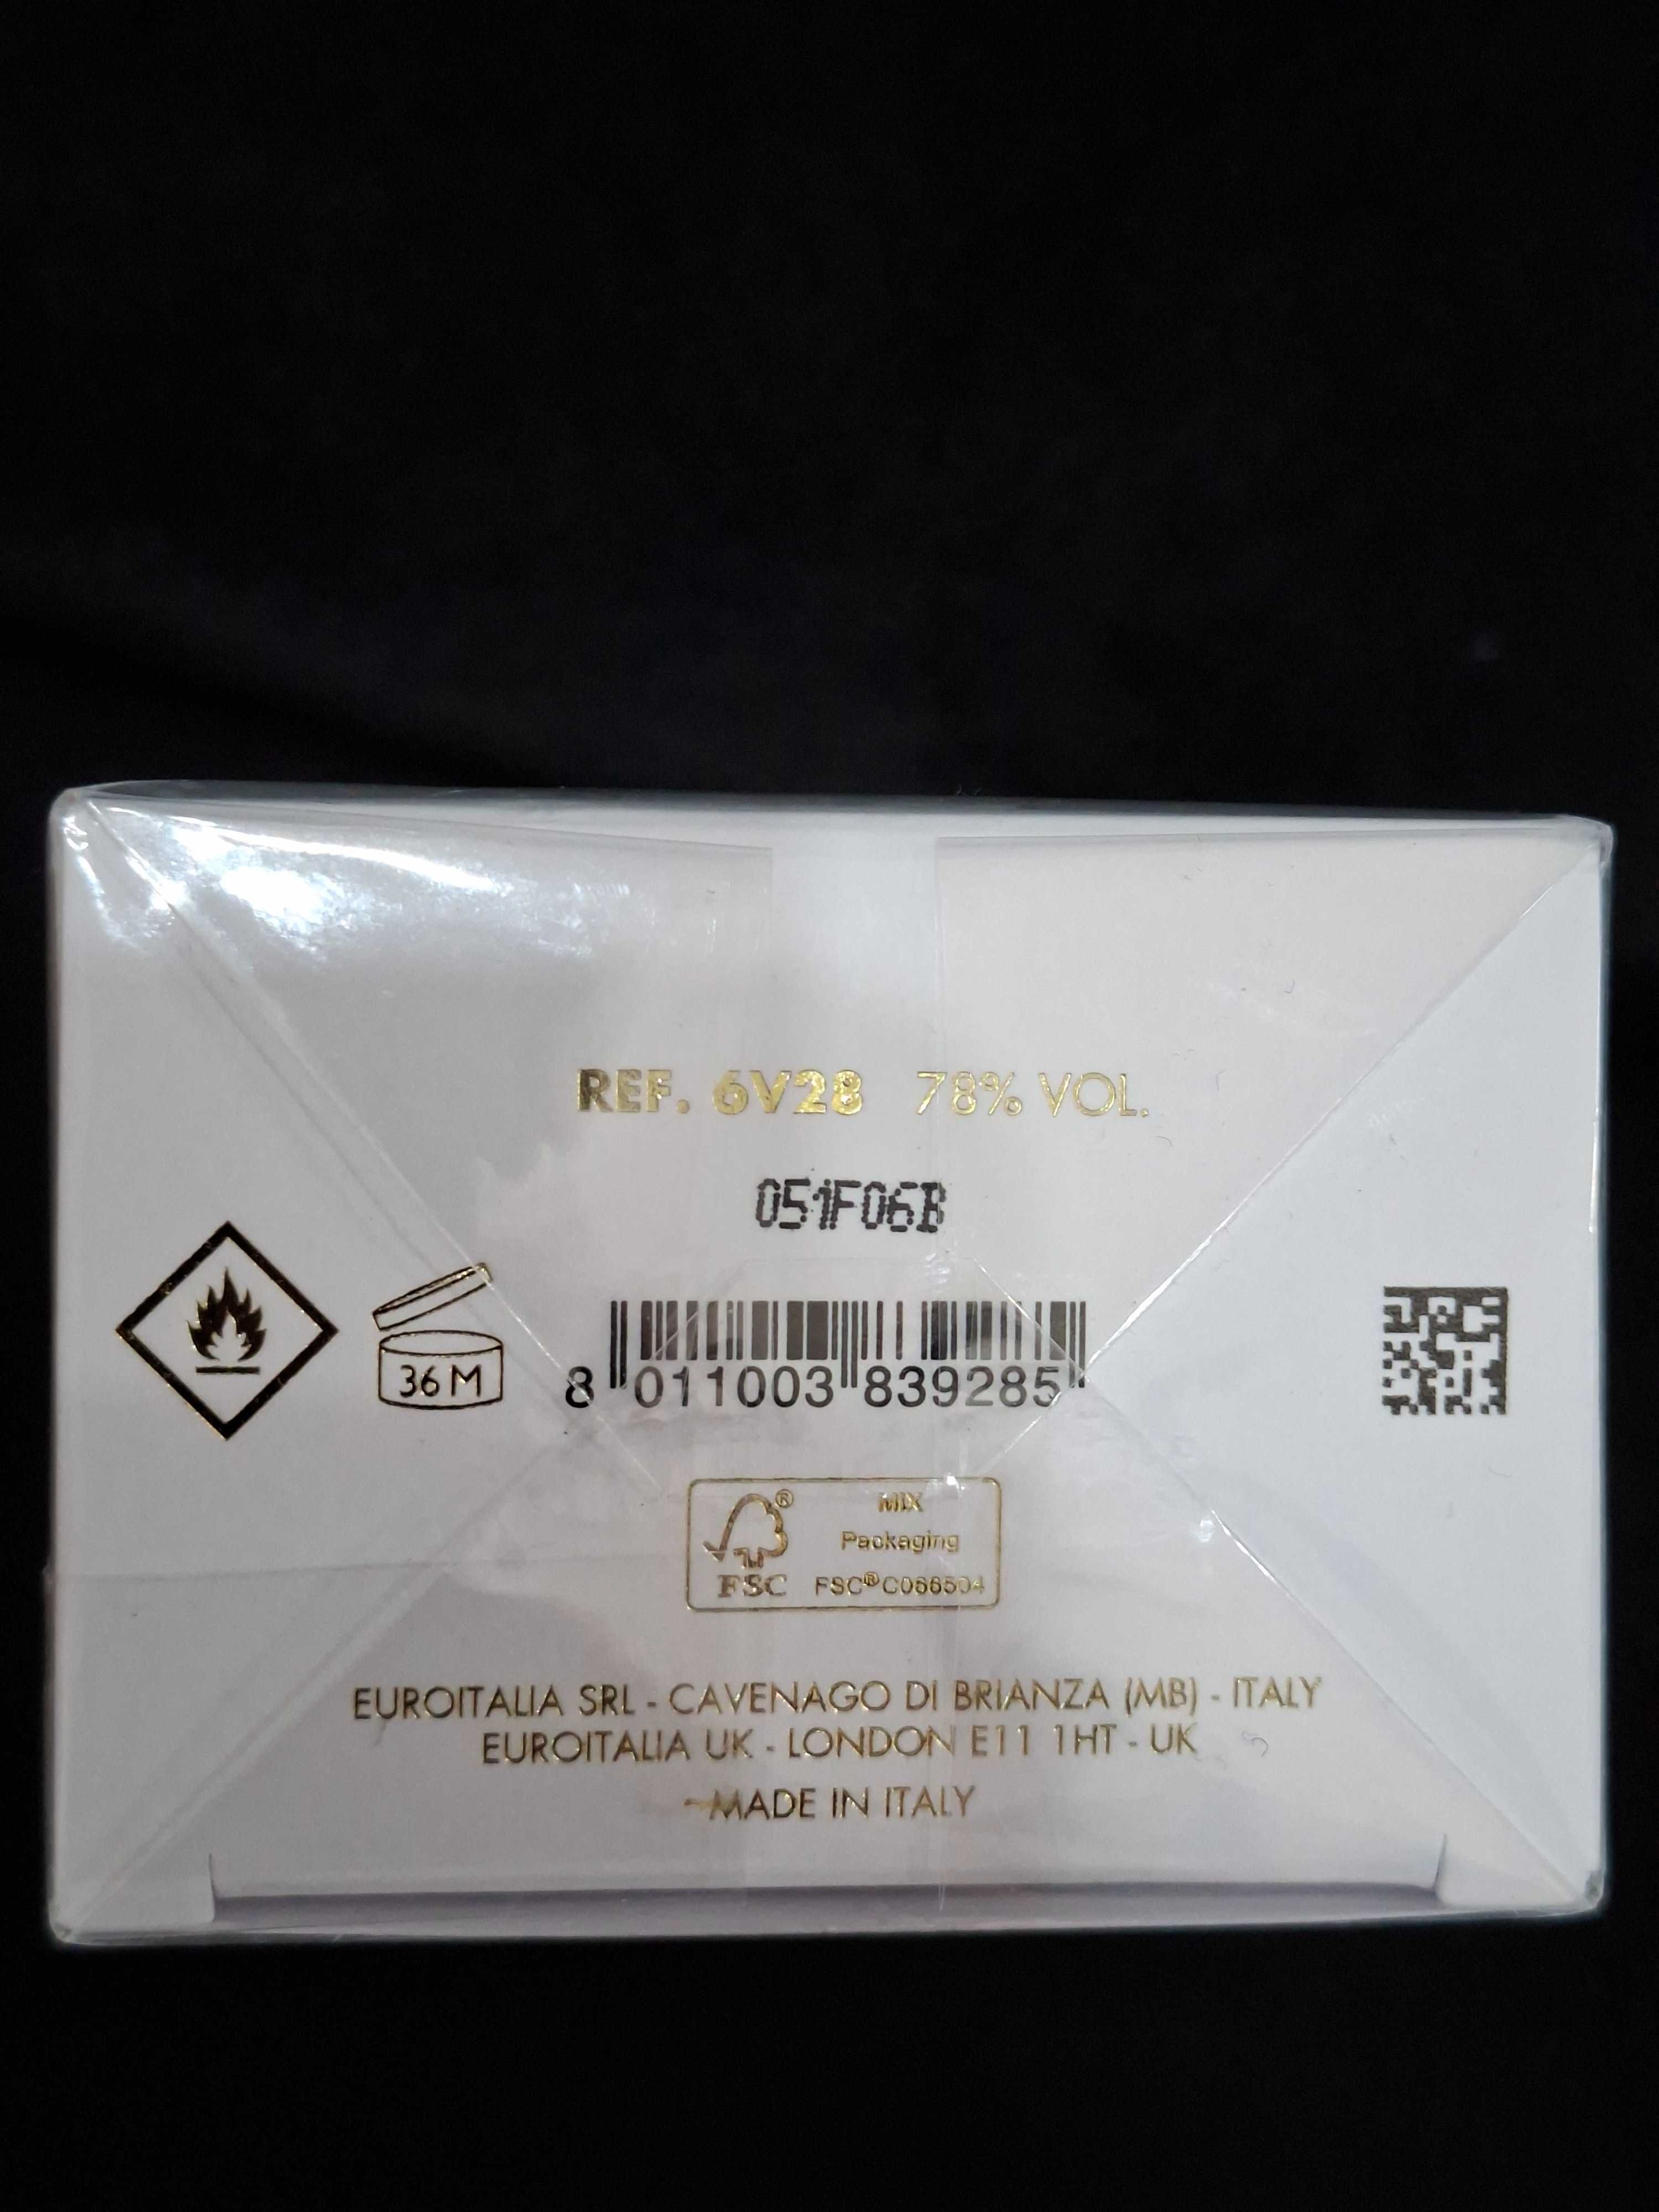 REF. 6V28 78% VOL.
051F06B
36 M
8 011003 839285
MIX
Packaging
FSC® FSC® C066504
EUROITALIA SRL - CAVENAGO DI BRIANZA (MB) - ITALY
EUROITALIA UK - LONDON E11 1HT - UK
MADE IN ITALY